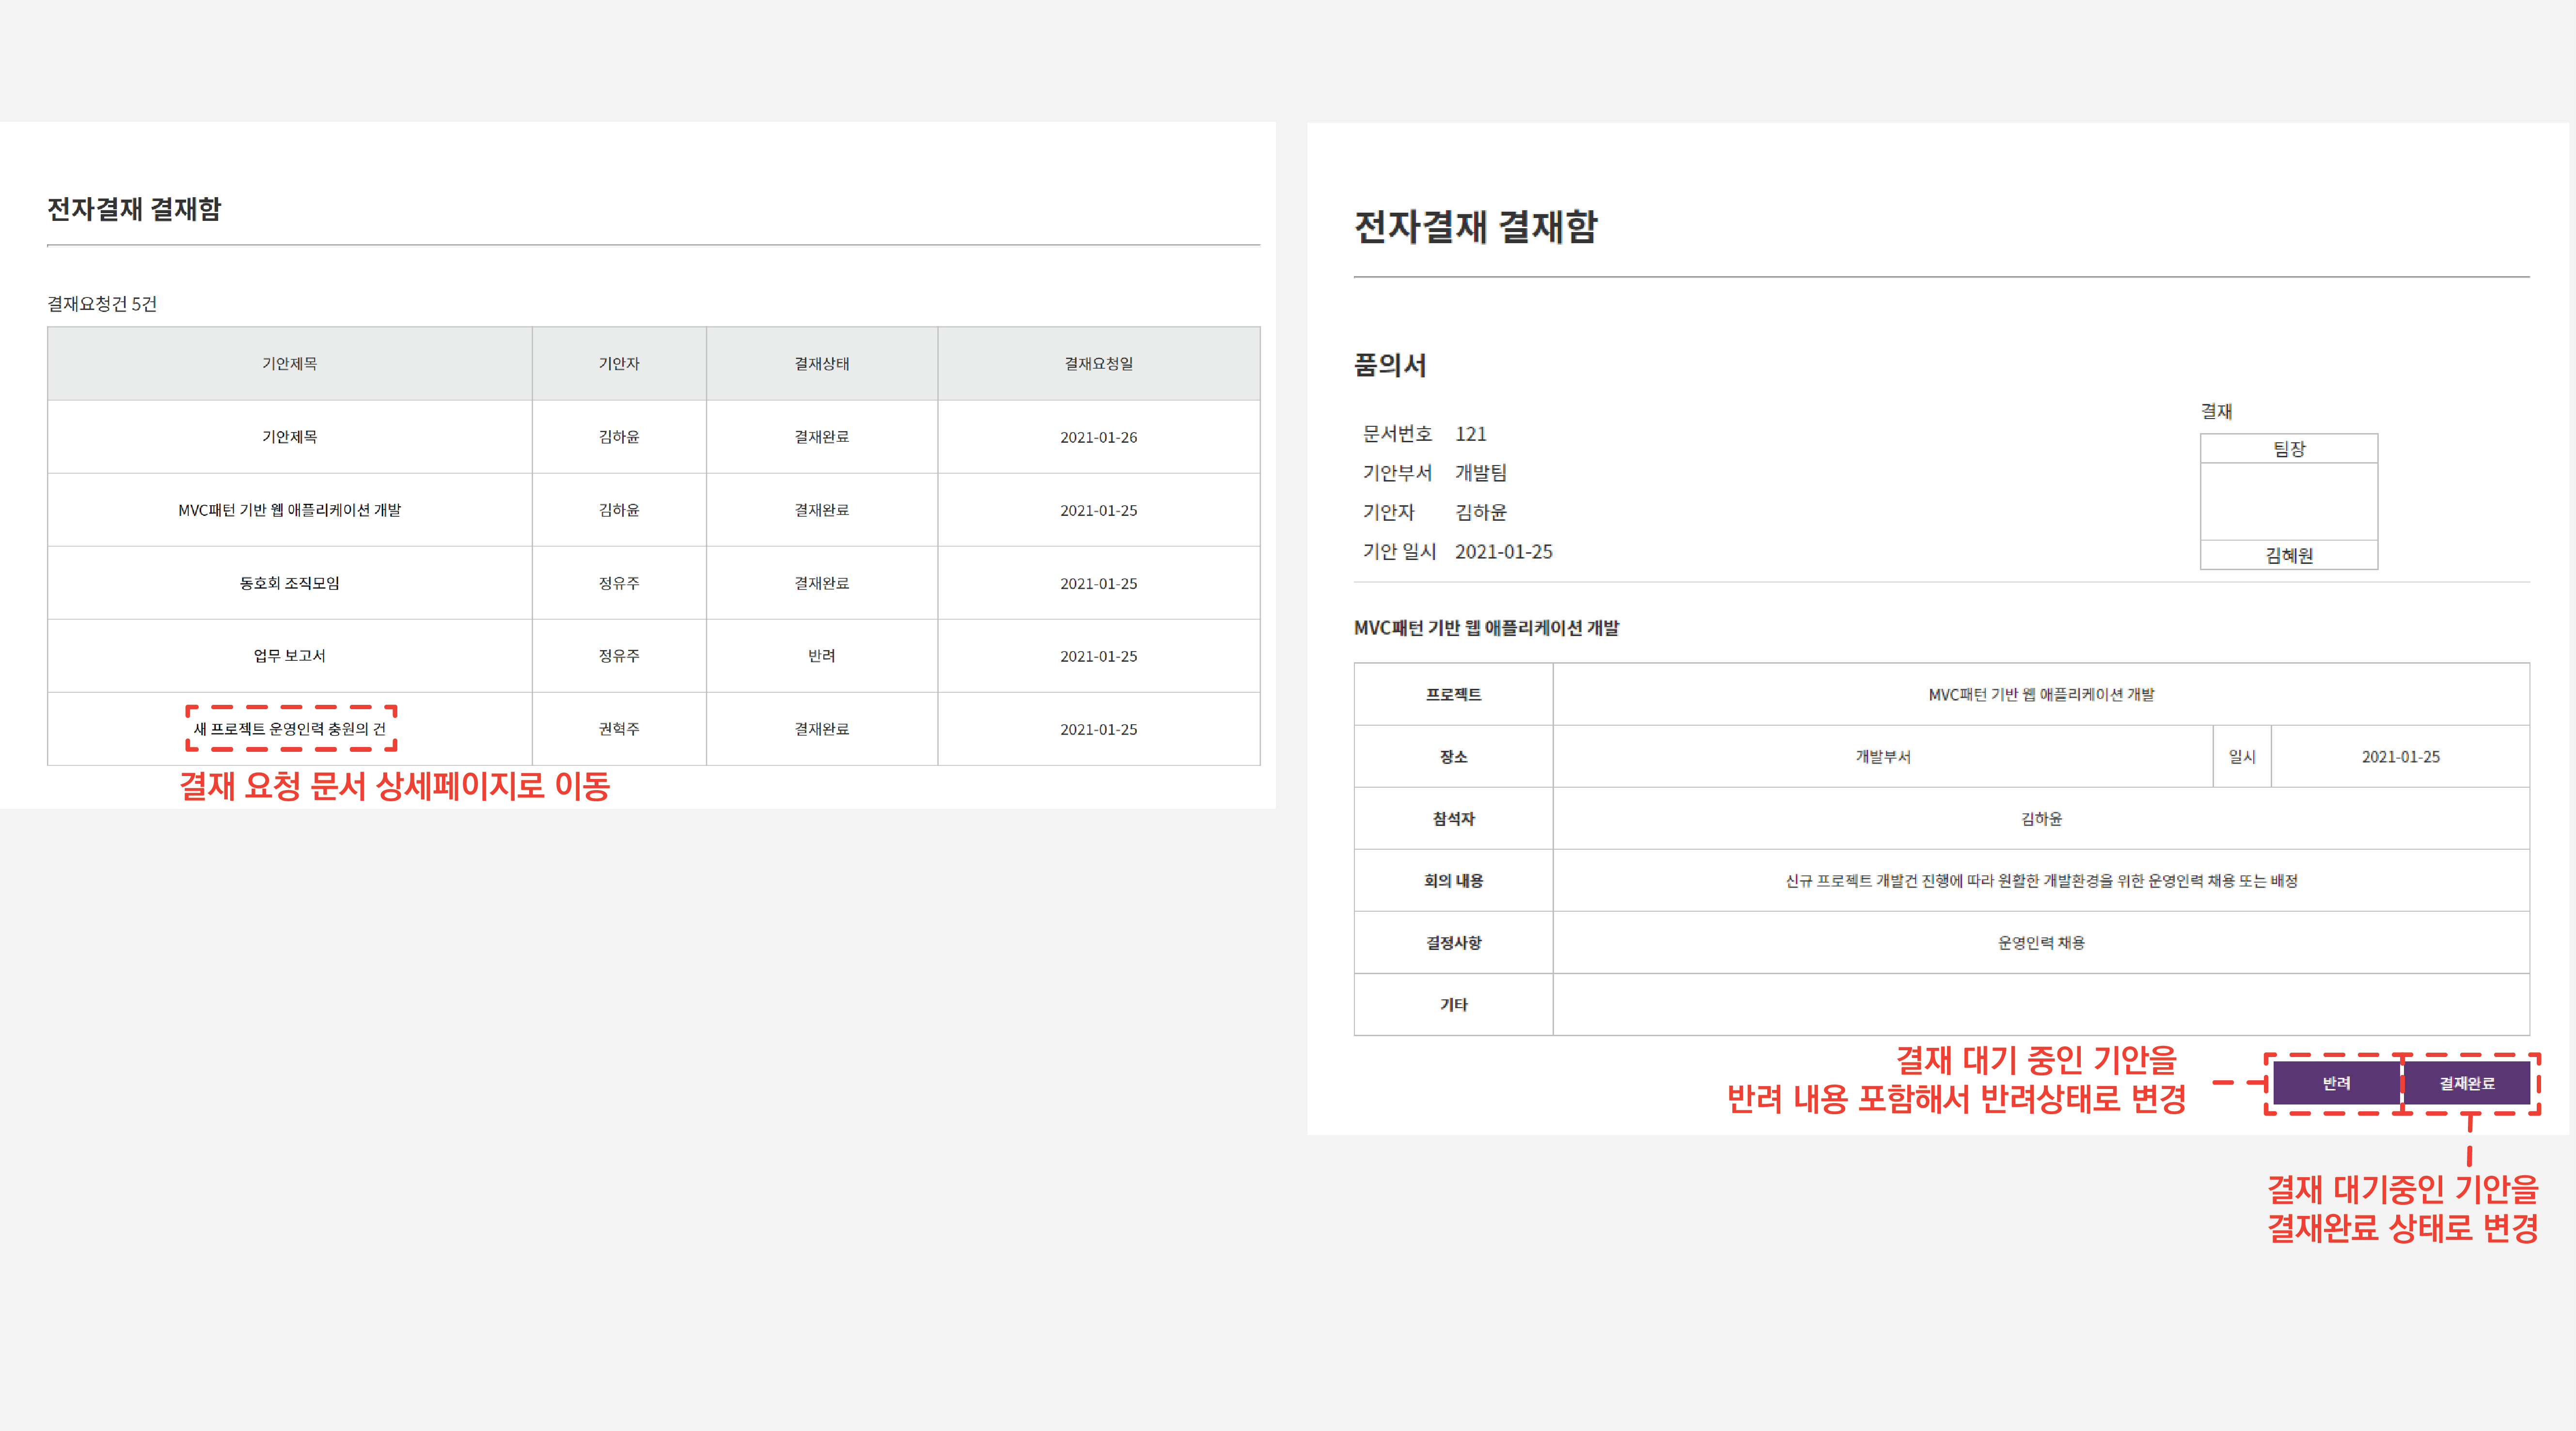 전자결재 결재함
결재요청건 5건
기안제목 기안자 결재상태 결재요청일
기안제목 김하윤 결재완료 2021-01-26
MVC패턴 기반 웹 애플리케이션 개발 김하윤 결재완료 2021-01-25
동호회 조직모임 정유주 결재완료 2021-01-25
업무 보고서 정유주 반려 2021-01-25
새 프로젝트 운영인력 충원의 건 권혁주 결재완료 2021-01-25
결재 요청 문서 상세페이지로 이동
전자결재 결재함
품의서
문서번호 121
기안부서 개발팀
기안자 김하윤
기안 일시 2021-01-25
결재
팀장
김혜원
MVC패턴 기반 웹 애플리케이션 개발
프로젝트 MVC패턴 기반 웹 애플리케이션 개발
장소 개발부서 일시 2021-01-25
참석자 김하윤
회의 내용 신규 프로젝트 개발건 진행에 따라 원활한 개발환경을 위한 운영인력 채용 또는 배정
결정사항 운영인력 채용
기타
결재 대기 중인 기안을
반려 내용 포함해서 반려상태로 변경
반려 결재완료
결재 대기중인 기안을
결재완료 상태로 변경